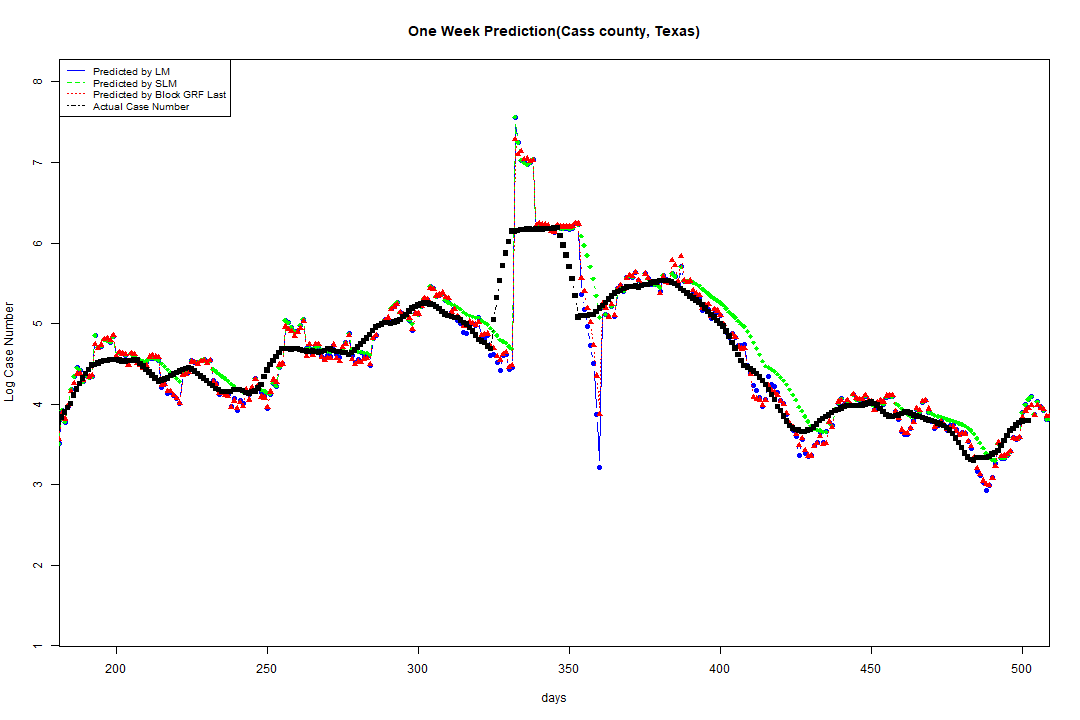 One Week Prediction(Cass county, Texas)
Predicted by LM
Predicted by SLM
Predicted by Block GRF Last
Actual Case Number
Log Case Number
8
7
6
5
4
3
2
1
200 250 300 350 400 450 500
days